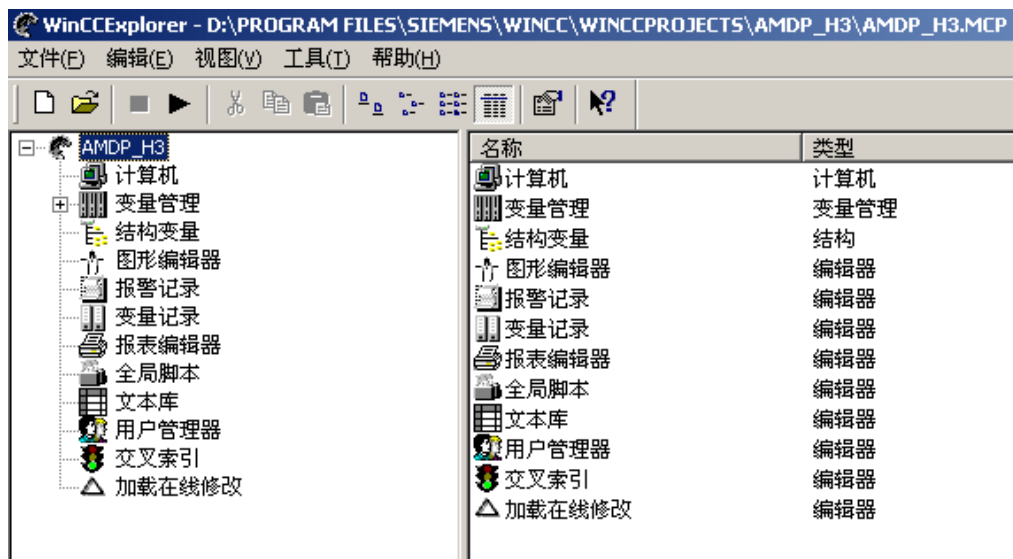 WinCCExplorer - D:\PROGRAM FILES\SIEMENS\WINCC\WINCCPROJECTS\AMDP_H3\AMDP_H3.MCP
文件(F) 编辑(E) 视图(V) 工具(T) 帮助(H)
AMDP_H3
计算机
变量管理
结构变量
图形编辑器
报警记录
变量记录
报表编辑器
全局脚本
文本库
用户管理器
交叉索引
加载在线修改
名称 类型
计算机 计算机
变量管理 变量管理
结构变量 结构
图形编辑器 编辑器
报警记录 编辑器
变量记录 编辑器
报表编辑器 编辑器
全局脚本 编辑器
文本库 编辑器
用户管理器 编辑器
交叉索引 编辑器
加载在线修改 编辑器